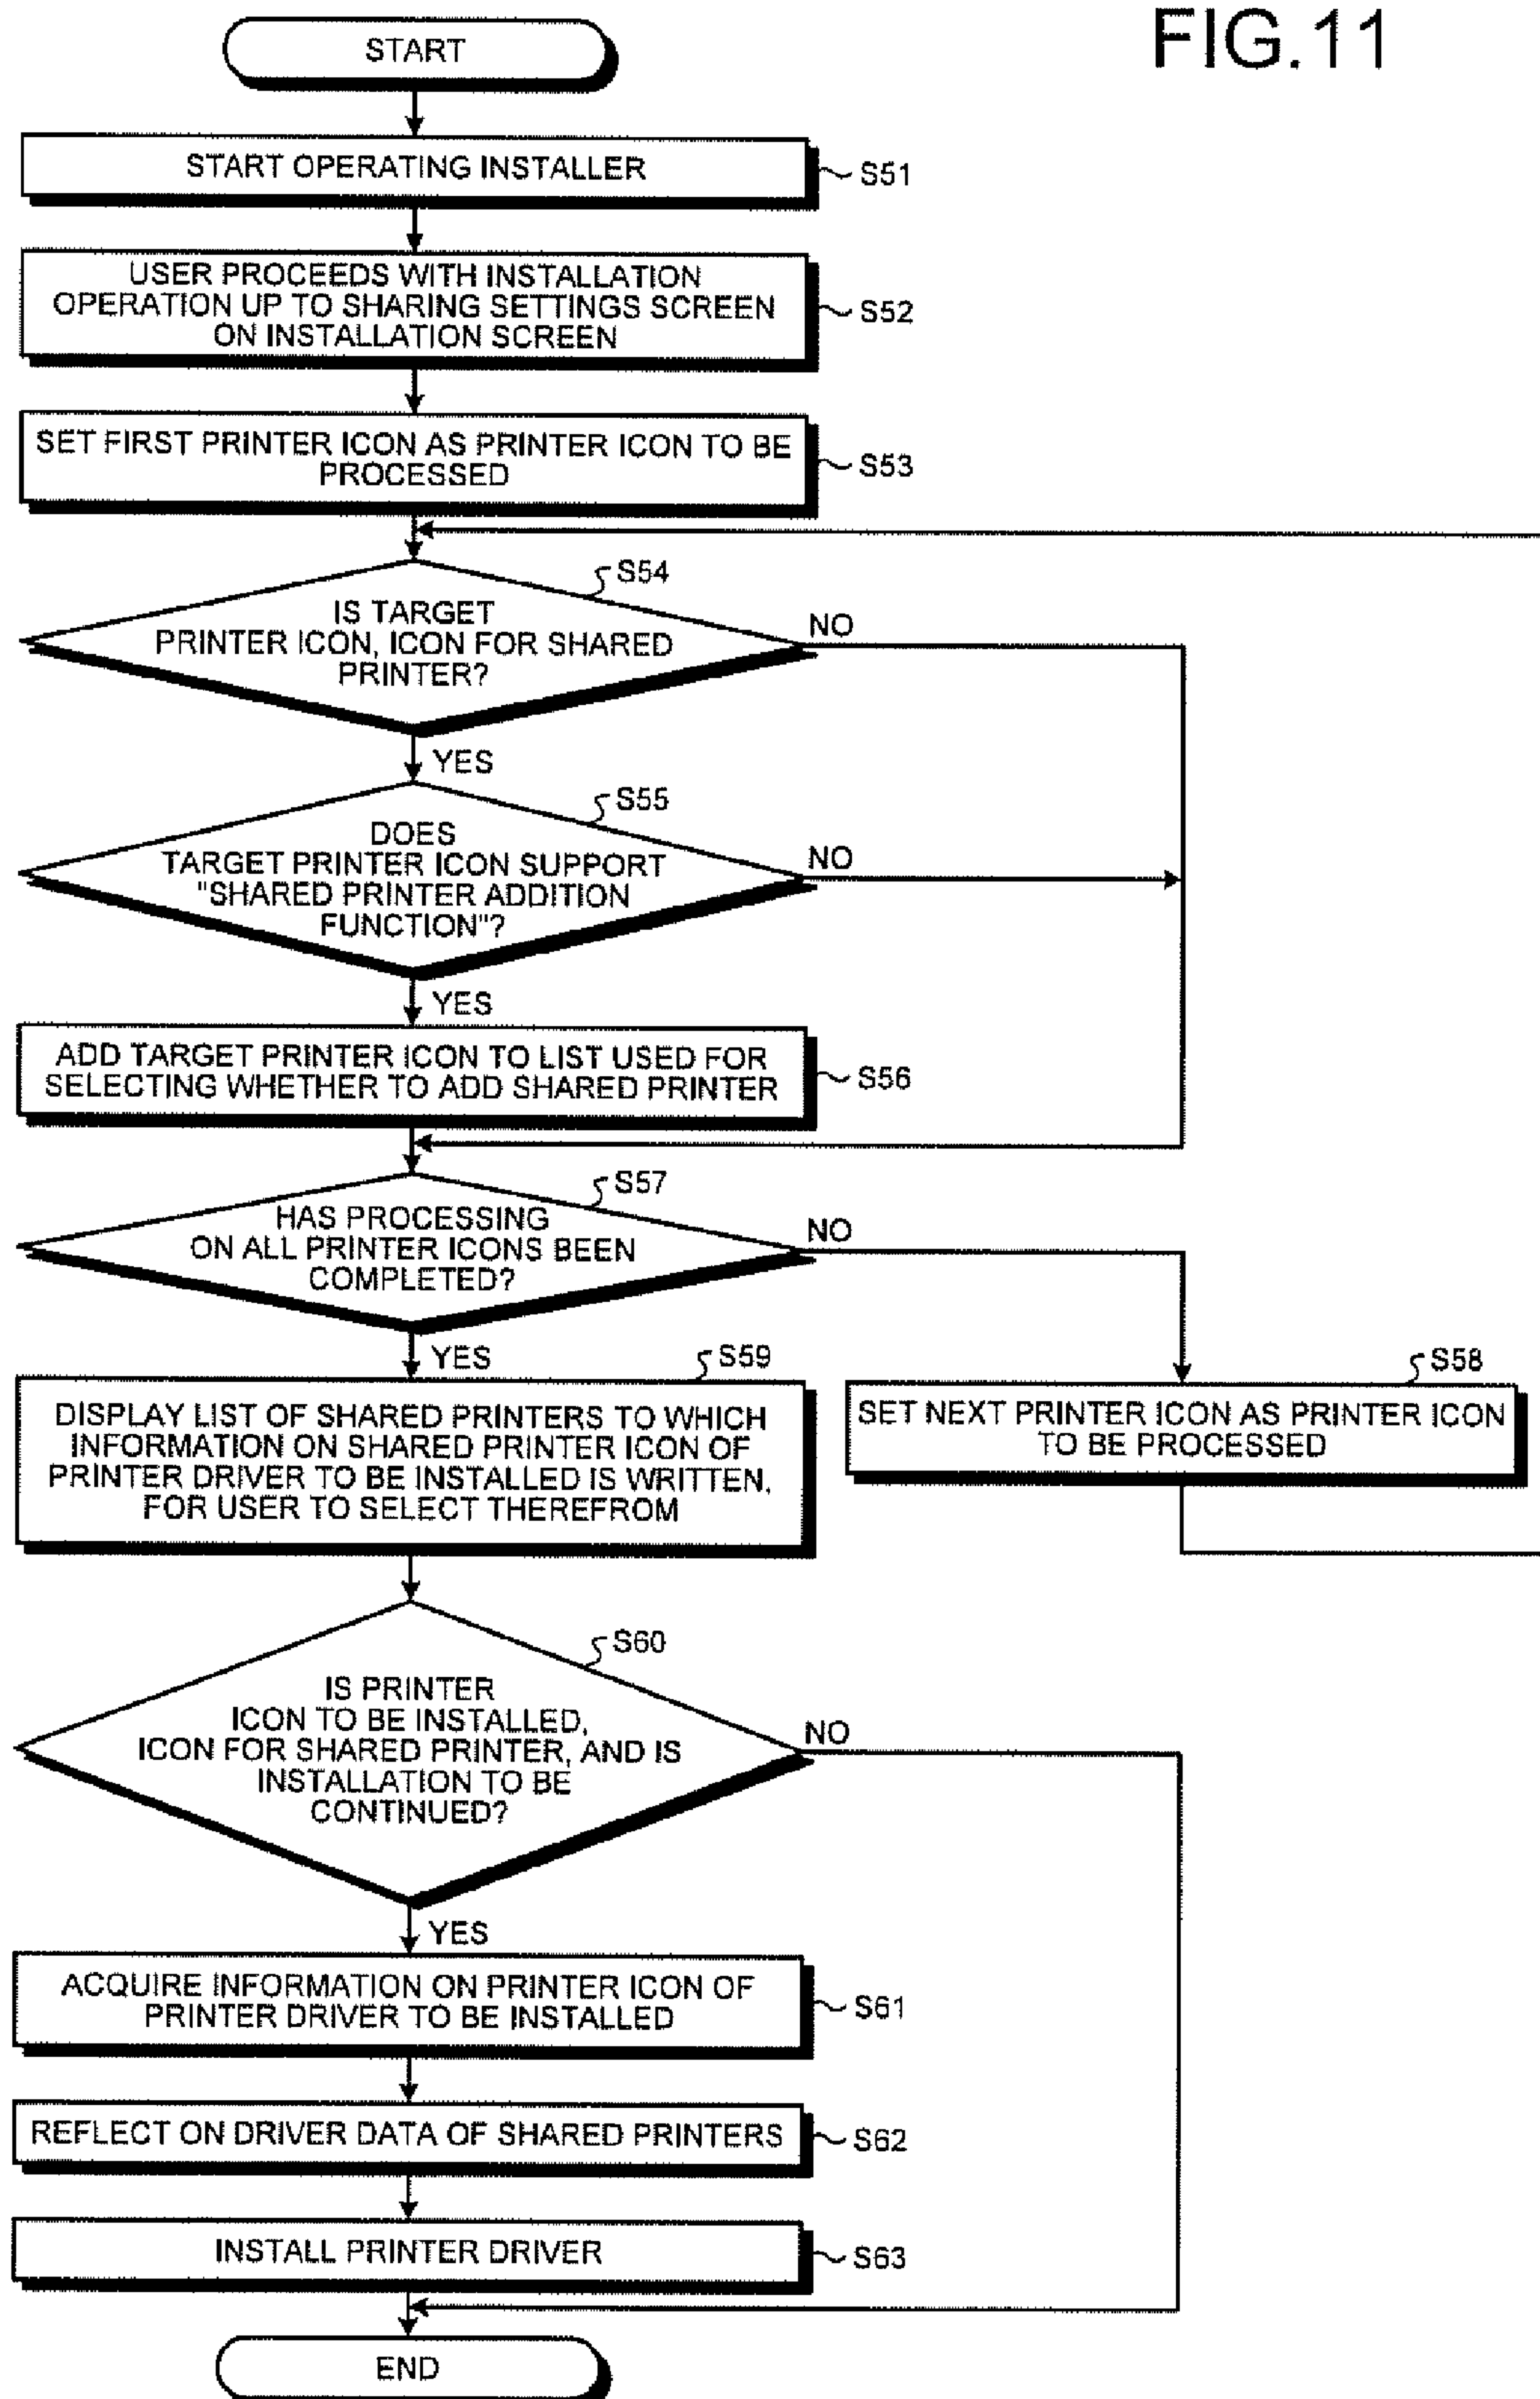 FIG.11
START
START OPERATING INSTALLER
S51
USER PROCEEDS WITH INSTALLATION
OPERATION UP TO SHARING SETTINGS SCREEN
ON INSTALLATION SCREEN
S52
SET FIRST PRINTER ICON AS PRINTER ICON TO BE
PROCESSED
S53
S54
IS TARGET
PRINTER ICON, ICON FOR SHARED
PRINTER?
NO
YES
S55
DOES
TARGET PRINTER ICON SUPPORT
"SHARED PRINTER ADDITION
FUNCTION"?
NO
YES
ADD TARGET PRINTER ICON TO LIST USED FOR
SELECTING WHETHER TO ADD SHARED PRINTER
S56
S57
HAS PROCESSING
ON ALL PRINTER ICONS BEEN
COMPLETED?
NO
YES
S59
DISPLAY LIST OF SHARED PRINTERS TO WHICH
INFORMATION ON SHARED PRINTER ICON OF
PRINTER DRIVER TO BE INSTALLED IS WRITTEN,
FOR USER TO SELECT THEREFROM
S58
SET NEXT PRINTER ICON AS PRINTER ICON
TO BE PROCESSED
S60
IS PRINTER
ICON TO BE INSTALLED,
ICON FOR SHARED PRINTER, AND IS
INSTALLATION TO BE
CONTINUED?
NO
YES
ACQUIRE INFORMATION ON PRINTER ICON OF
PRINTER DRIVER TO BE INSTALLED
S61
REFLECT ON DRIVER DATA OF SHARED PRINTERS
S62
INSTALL PRINTER DRIVER
S63
END